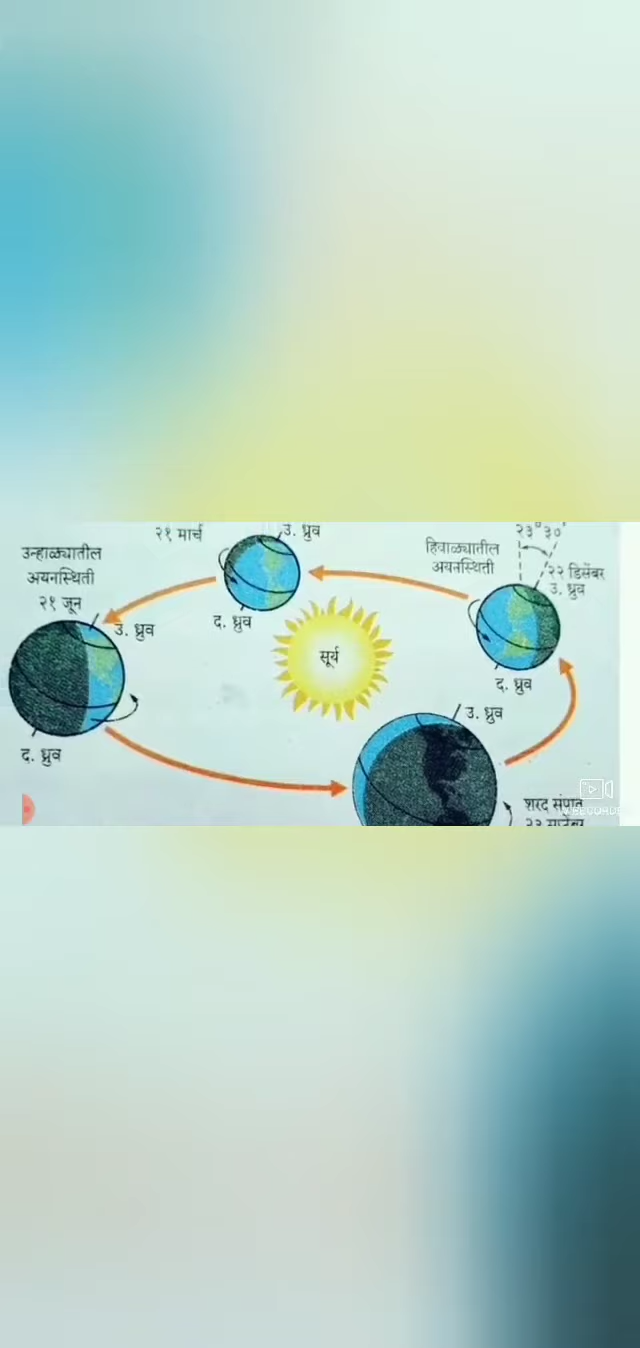 २१ मार्च
उ. ध्रुव
द. ध्रुव
उन्हाळ्यातील
अयनस्थिती
२१ जून
उ. ध्रुव
द. ध्रुव
सूर्य
हिवाळ्यातील
अयनस्थिती
२३°३०'
२२ डिसेंबर
उ. ध्रुव
द. ध्रुव
उ. ध्रुव
शरद संपात